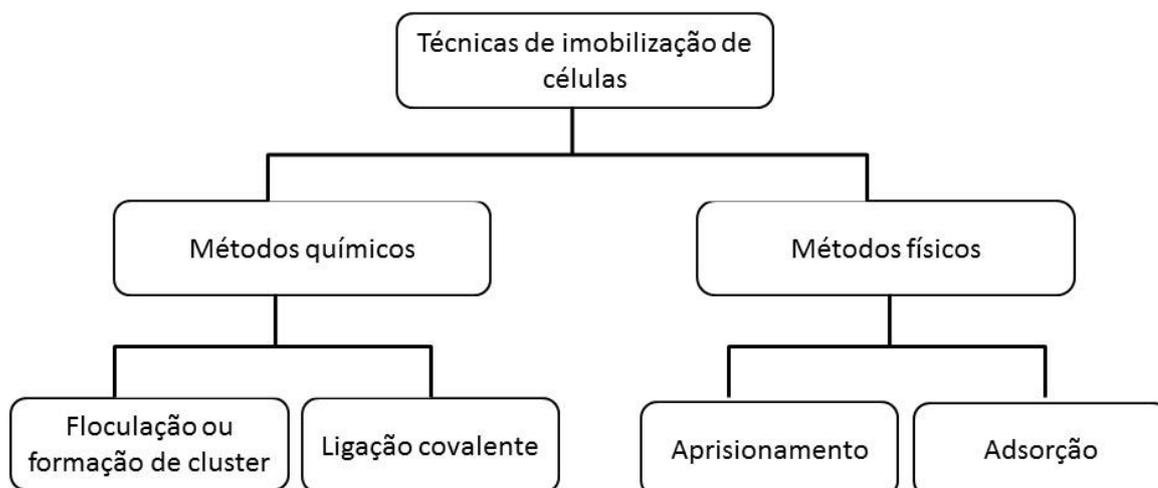 Técnicas de imobilização de
células
Métodos químicos
Métodos físicos
Floculação ou
formação de cluster
Ligação covalente
Aprisionamento
Adsorção